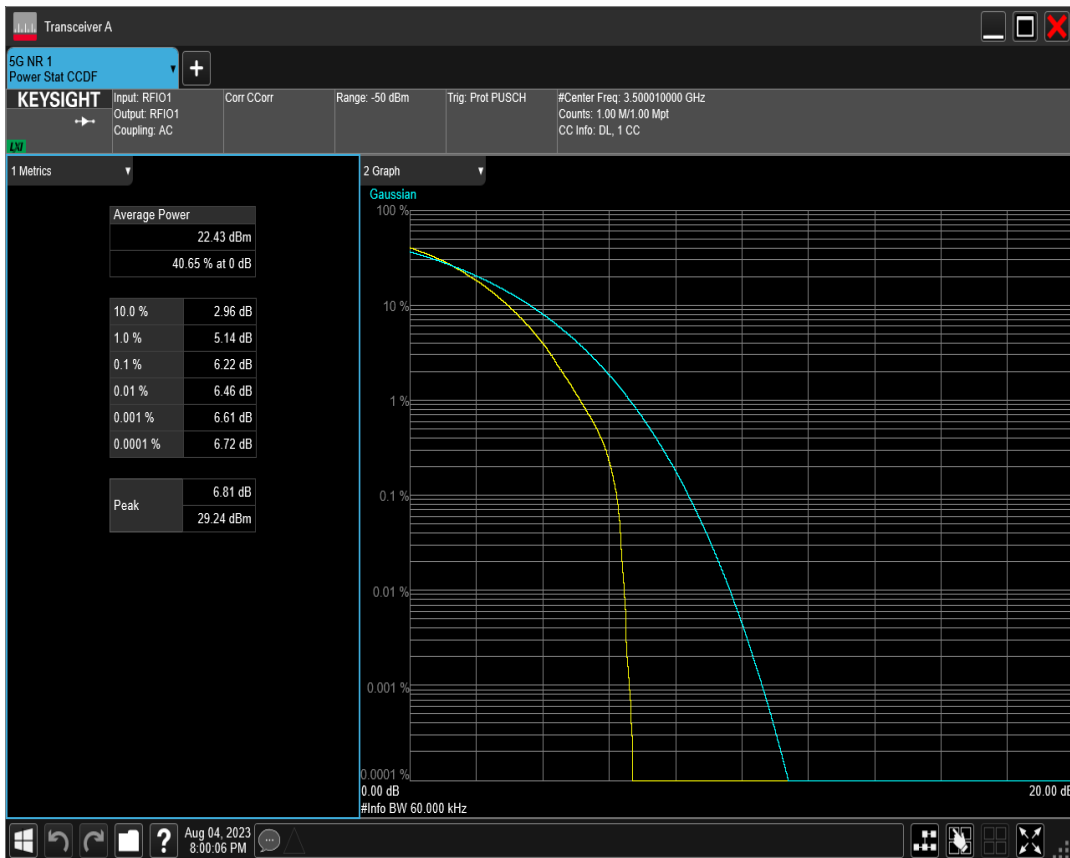 Transceiver A
5G NR 1
Power Stat CCDF
+
KEYSIGHT
LXI
Input: RFIO1
Output: RFIO1
Coupling: AC
Corr CCorr
Range: -50 dBm
Trig: Prot PUSCH
#Center Freq: 3.500010000 GHz
Counts: 1.00 M/1.00 Mpt
CC Info: DL, 1 CC
1 Metrics
Average Power
22.43 dBm
40.65 % at 0 dB
10.0 % 2.96 dB
1.0 % 5.14 dB
0.1 % 6.22 dB
0.01 % 6.46 dB
0.001 % 6.61 dB
0.0001 % 6.72 dB
Peak
6.81 dB
29.24 dBm
2 Graph
Gaussian
100 %
10 %
1 %
0.1 %
0.01 %
0.001 %
0.0001 %
0.00 dB
20.00 dB
#Info BW 60.000 kHz
?
Aug 04, 2023
8:00:06 PM